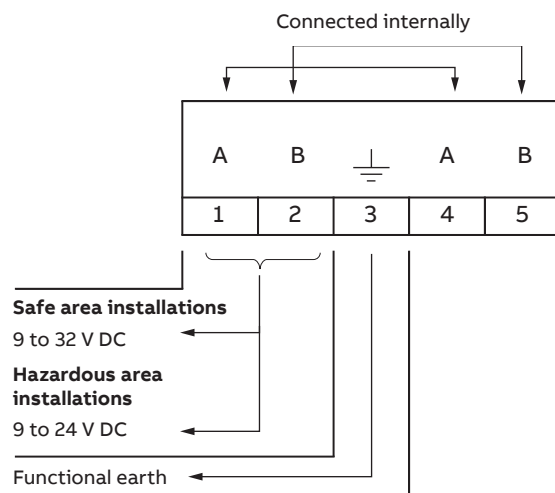 Connected internally
A B A B
1 2 3 4 5
Safe area installations
9 to 32 V DC
Hazardous area
installations
9 to 24 V DC
Functional earth